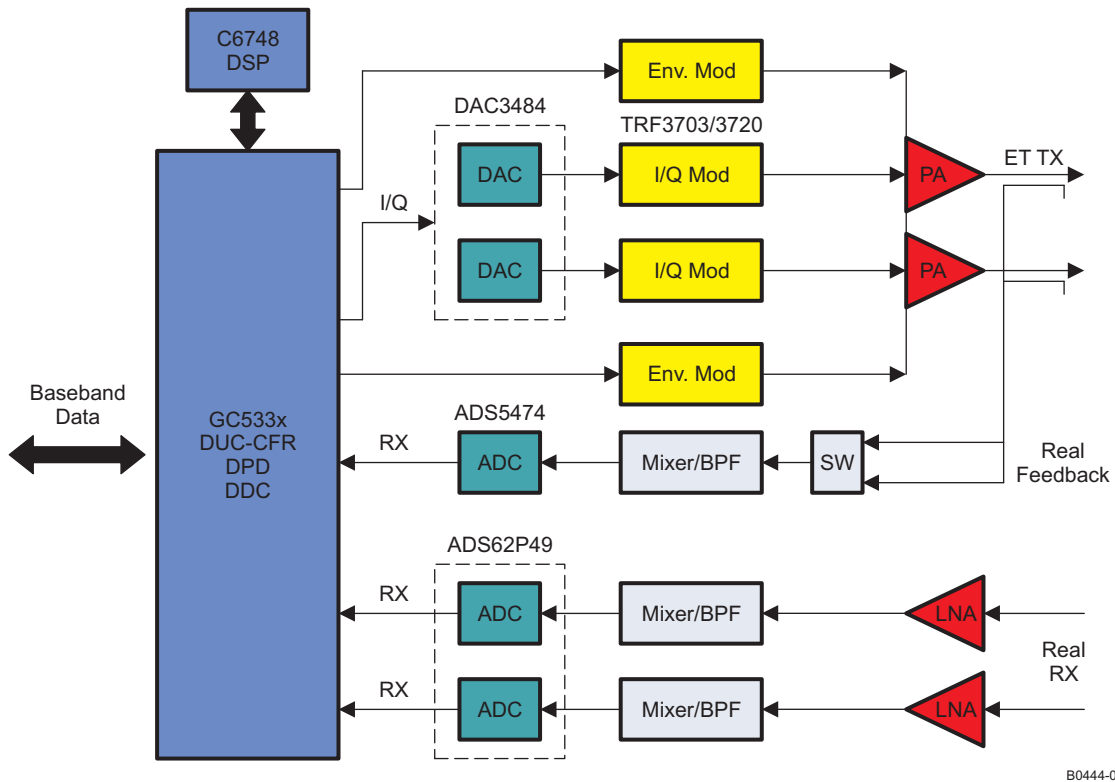 C6748
DSP
Env. Mod
DAC3484
TRF3703/3720
DAC
I/Q Mod
PA
ET TX
I/Q
DAC
I/Q Mod
PA
Env. Mod
Baseband
Data
GC533x
DUC-CFR
DPD
DDC
ADS5474
RX
ADC
Mixer/BPF
SW
Real
Feedback
ADS62P49
RX
ADC
Mixer/BPF
LNA
Real
RX
RX
ADC
Mixer/BPF
LNA